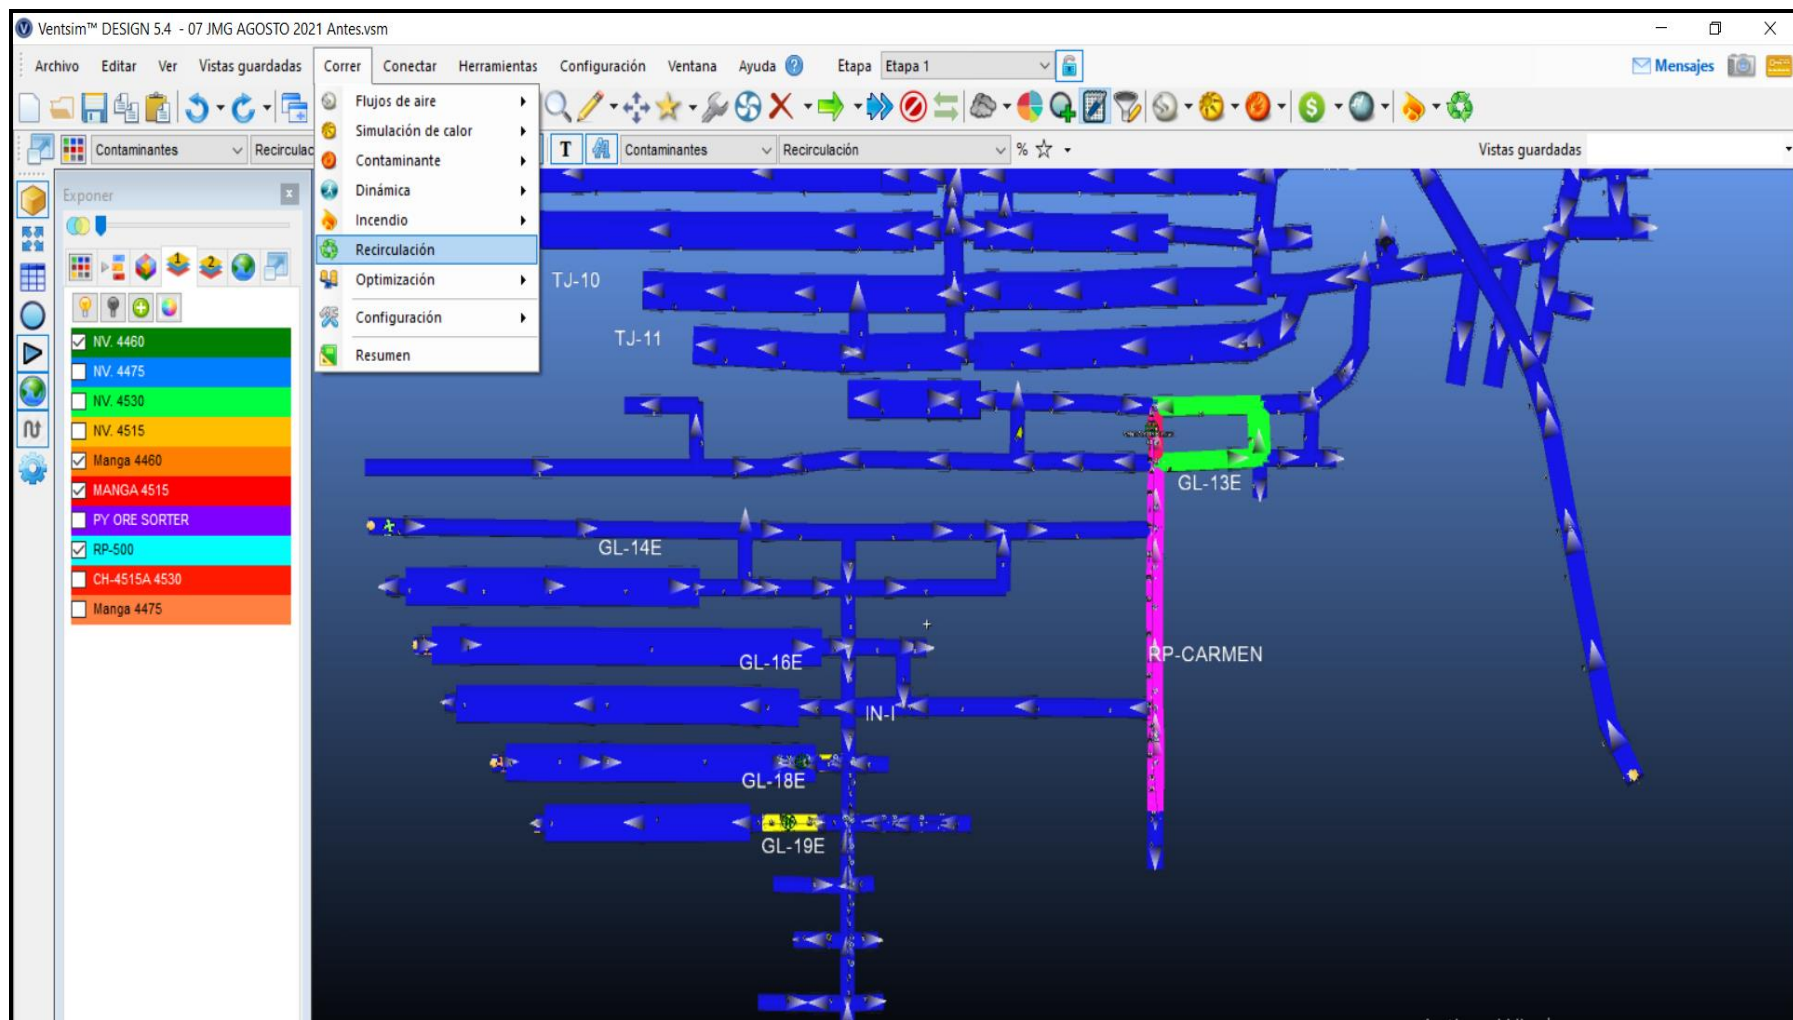 Ventsim™ DESIGN 5.4 - 07 JMG AGOSTO 2021 Antes.vsm
Archivo Editar Ver Vistas guardadas Correr Conectar Herramientas Configuración Ventana Ayuda Etapa Etapa 1 Mensajes
Contaminantes Recirculac T Contaminantes Recirculación % Vistas guardadas
Flujos de aire
Simulación de calor
Contaminante
Dinámica
Incendio
Recirculación
Optimización
Configuración
Resumen
Exponer
NV. 4460
NV. 4475
NV. 4530
NV. 4515
Manga 4460
MANGA 4515
PY ORE SORTER
RP-500
CH-4515A 4530
Manga 4475
TJ-10
TJ-11
GL-13E
GL-14E
RP-CARMEN
GL-16E
IN-I
GL-18E
GL-19E